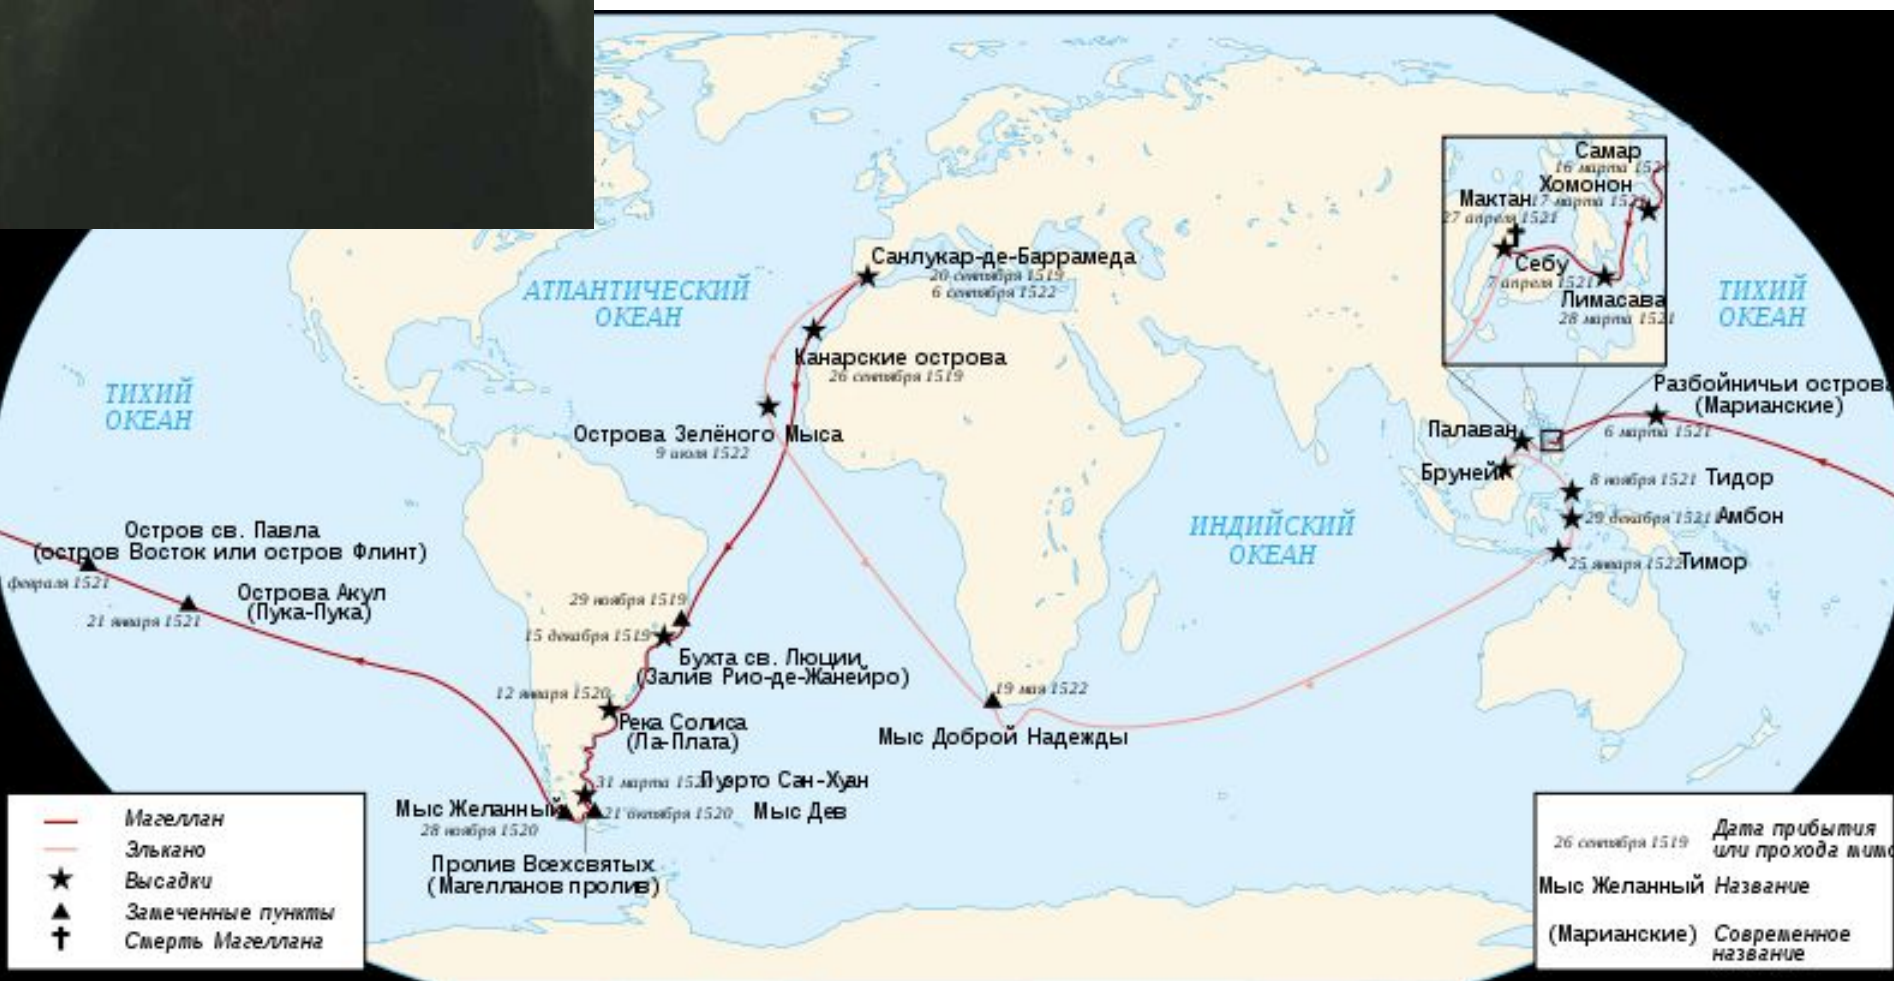 Самар
16 марта 1521
Хомонон
17 марта 1521
Мактан
27 апреля 1521
Себу
7 апреля 1521
Лимасава
28 марта 1521
Санлукар-де-Баррамеда
20 сентября 1519
6 сентября 1522
АТЛАНТИЧЕСКИЙ
ОКЕАН
ТИХИЙ
ОКЕАН
Канарские острова
26 сентября 1519
ТИХИЙ
ОКЕАН
Разбойничьи острова
(Марианские)
6 марта 1521
Острова Зелёного Мыса
9 июля 1522
Палаван
Бруней
8 ноября 1521 Тидор
29 декабря 1521 Амбон
25 января 1522 Тимор
ИНДИЙСКИЙ
ОКЕАН
Остров св. Павла
(остров Восток или остров Флинт)
февраля 1521
Острова Акул
(Пука-Пука)
21 января 1521
29 ноября 1519
15 декабря 1519
Бухта св. Люции
(Залив Рио-де-Жанейро)
12 января 1520
Река Солиса
(Ла-Плата)
19 мая 1522
Мыс Доброй Надежды
31 марта 1520 Пуэрто Сан-Хуан
Мыс Желанный
28 ноября 1520
21 октября 1520 Мыс Дев
Пролив Всехсвятых
(Магелланов пролив)
Магеллан
Элькано
Высадки
Замеченные пункты
Смерть Магеллана
26 сентября 1519 Дата прибытия
или прохода мимо
Мыс Желанный Название
(Марианские) Современное
название